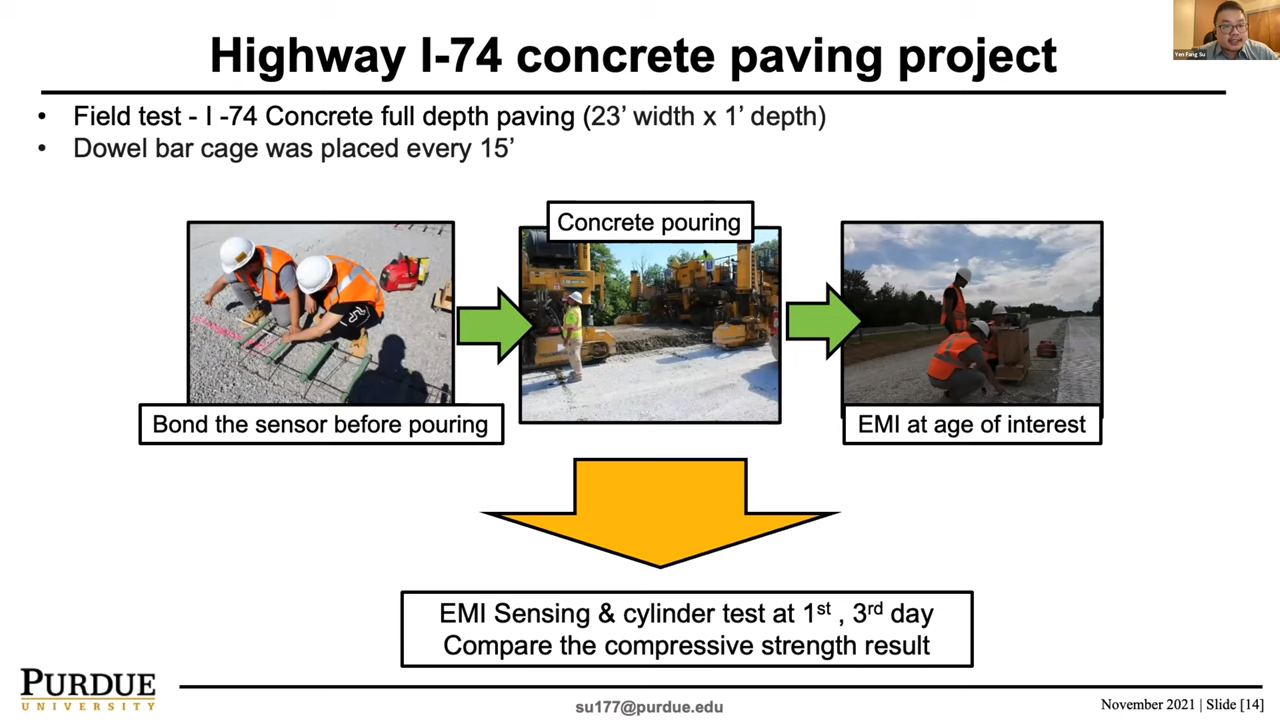 Highway I-74 concrete paving project
Yen Fang Su
• Field test - I -74 Concrete full depth paving (23’ width x 1’ depth)
• Dowel bar cage was placed every 15’
Concrete pouring
Bond the sensor before pouring
EMI at age of interest
EMI Sensing & cylinder test at 1st , 3rd day
Compare the compressive strength result
PURDUE
UNIVERSITY
su177@purdue.edu
November 2021 | Slide [14]